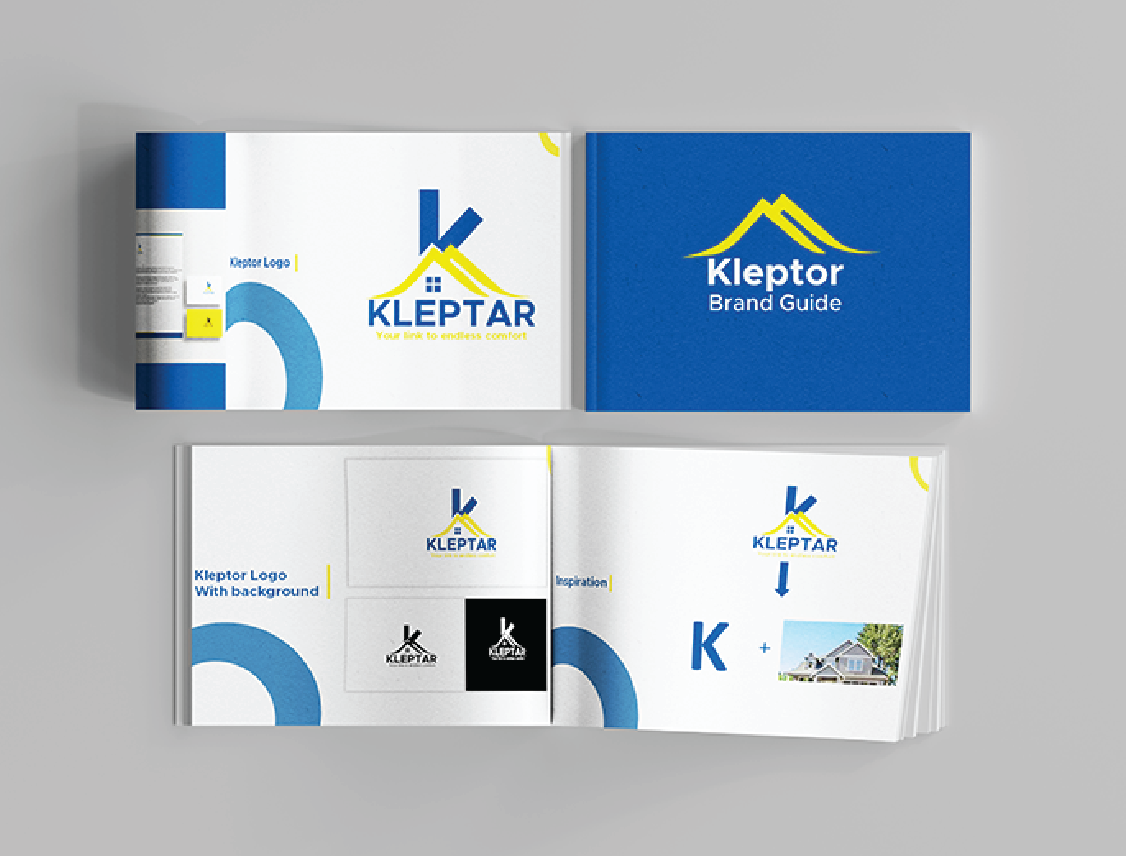 Kleptor Logo
K
KLEPTAR
Your link to endless comfort
Kleptor
Brand Guide
Kleptor Logo
With background
K
KLEPTAR
K
KLEPTAR
K
KLEPTAR
Inspiration
K
KLEPTAR
K
+